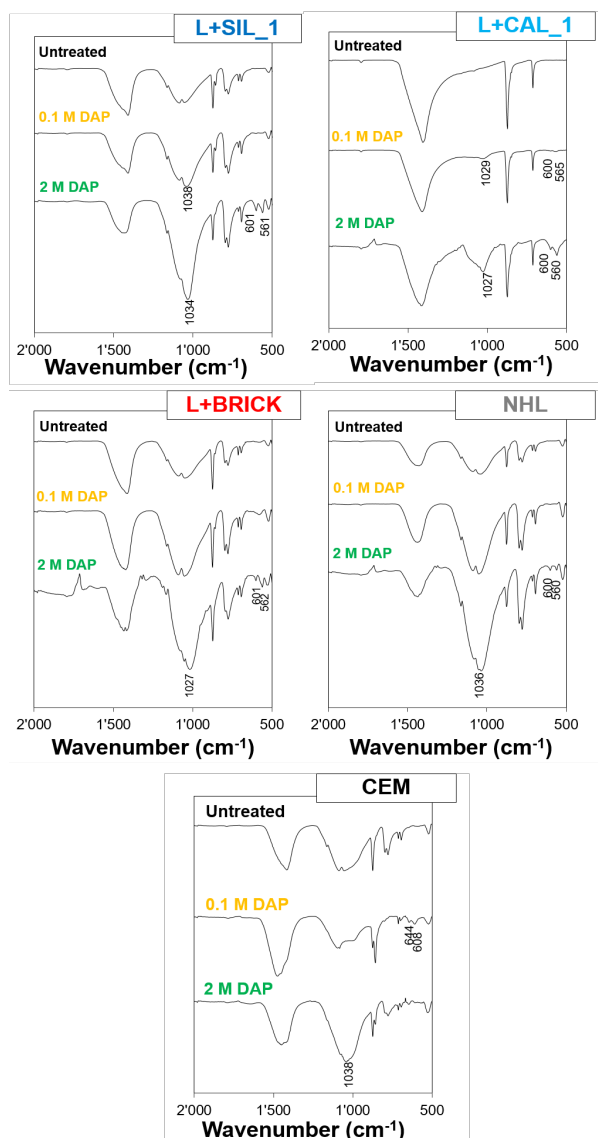 L+SIL_1
Untreated
0.1 M DAP
1038
2 M DAP
601
561
1034
2'000 1'500 1'000 500
Wavenumber (cm-1)
L+CAL_1
Untreated
0.1 M DAP
1029
600
565
2 M DAP
1027
600
560
2'000 1'500 1'000 500
Wavenumber (cm-1)
L+BRICK
Untreated
0.1 M DAP
2 M DAP
601
562
1027
2'000 1'500 1'000 500
Wavenumber (cm-1)
NHL
Untreated
0.1 M DAP
2 M DAP
600
560
1036
2'000 1'500 1'000 500
Wavenumber (cm-1)
CEM
Untreated
0.1 M DAP
644
608
2 M DAP
1038
2'000 1'500 1'000 500
Wavenumber (cm-1)